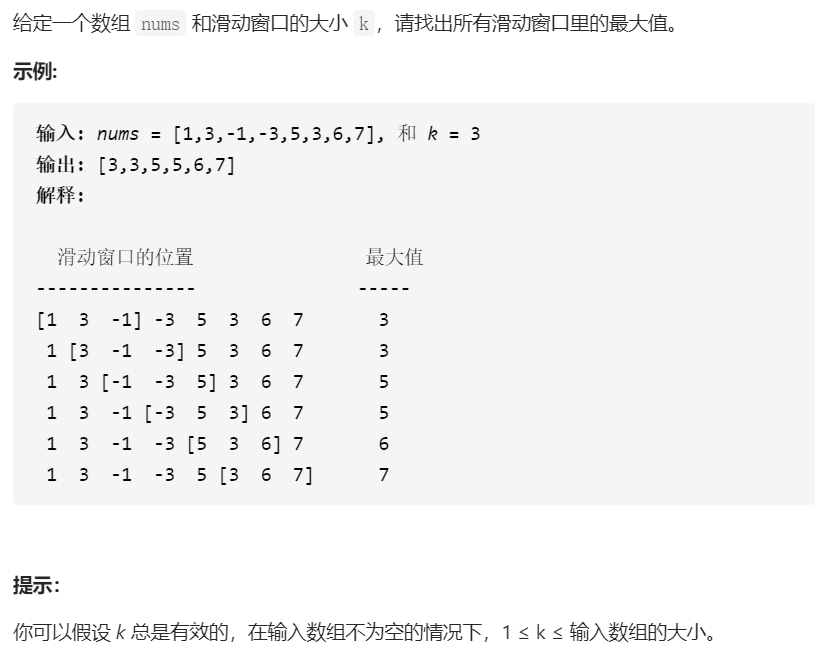 给定一个数组 nums 和滑动窗口的大小 k，请找出所有滑动窗口里的最大值。
示例:
输入: nums = [1,3,-1,-3,5,3,6,7], 和 k = 3
输出: [3,3,5,5,6,7]
解释:
滑动窗口的位置 最大值
--------------- -----
[1 3 -1] -3 5 3 6 7 3
1 [3 -1 -3] 5 3 6 7 3
1 3 [-1 -3 5] 3 6 7 5
1 3 -1 [-3 5 3] 6 7 5
1 3 -1 -3 [5 3 6] 7 6
1 3 -1 -3 5 [3 6 7] 7
提示：
你可以假设 k 总是有效的，在输入数组不为空的情况下，1 ≤ k ≤ 输入数组的大小。